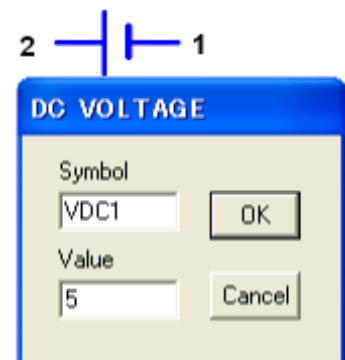 2 1
DC VOLTAGE
Symbol
VDC1 OK
Value
5 Cancel